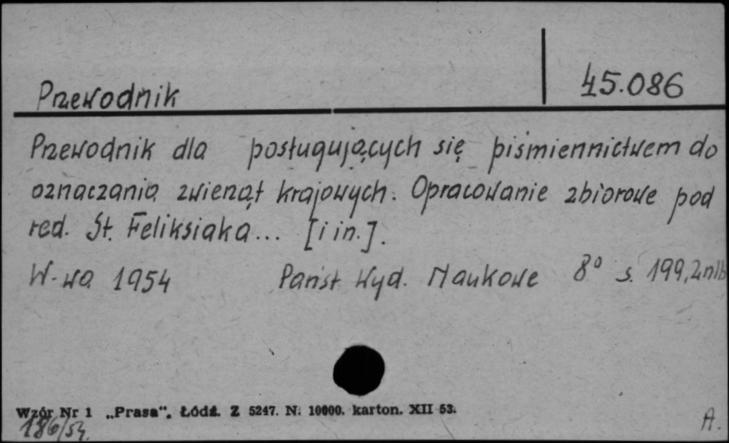 Przewodnik 45.086
Przewodnik dla posługujących się piśmiennictwem do
oznaczania zwierząt krajowych. Opracowanie zbiorowe pod
red. St. Feliksiaka... [i in.].
W-wa 1954 Państ Wyd. Naukowe 8° s. 199, 2 nlb
Wzór Nr 1 „Prasa”, Łódź. Z 5247. N. 10000. karton. XII 53.
186/54. A.